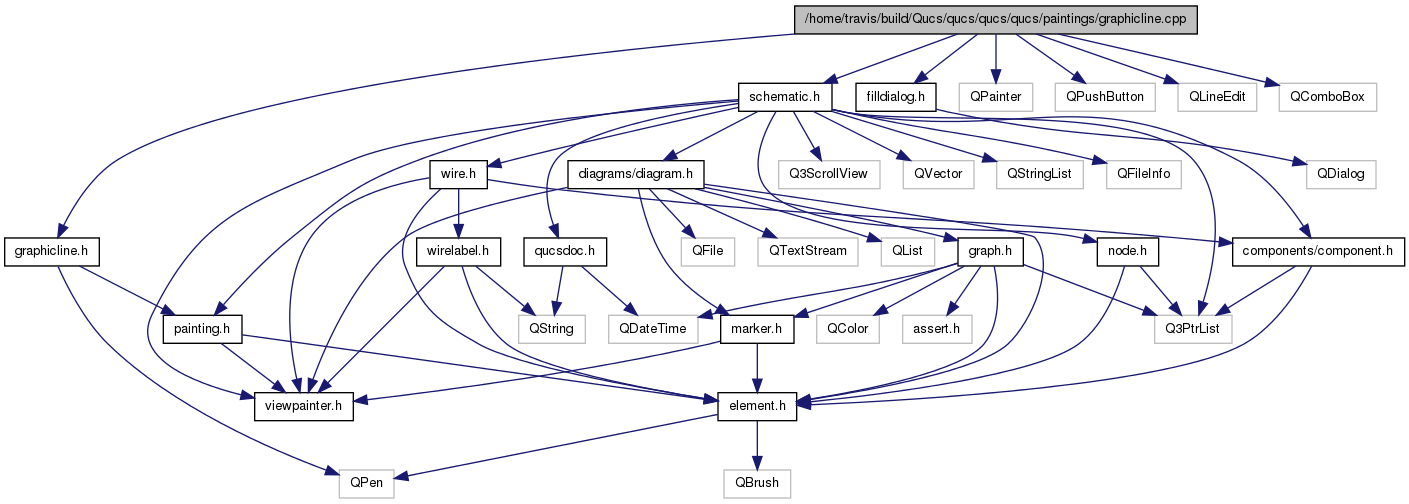 /home/travis/build/Qucs/qucs/qucs/qucs/paintings/graphicline.cpp
schematic.h
filldialog.h
QPainter
QPushButton
QLineEdit
QComboBox
wire.h
diagrams/diagram.h
Q3ScrollView
QVector
QStringList
QFileInfo
QDialog
graphicline.h
wirelabel.h
qucsdoc.h
QFile
QTextStream
QList
graph.h
node.h
components/component.h
painting.h
QString
QDateTime
marker.h
QColor
assert.h
Q3PtrList
viewpainter.h
element.h
QPen
QBrush